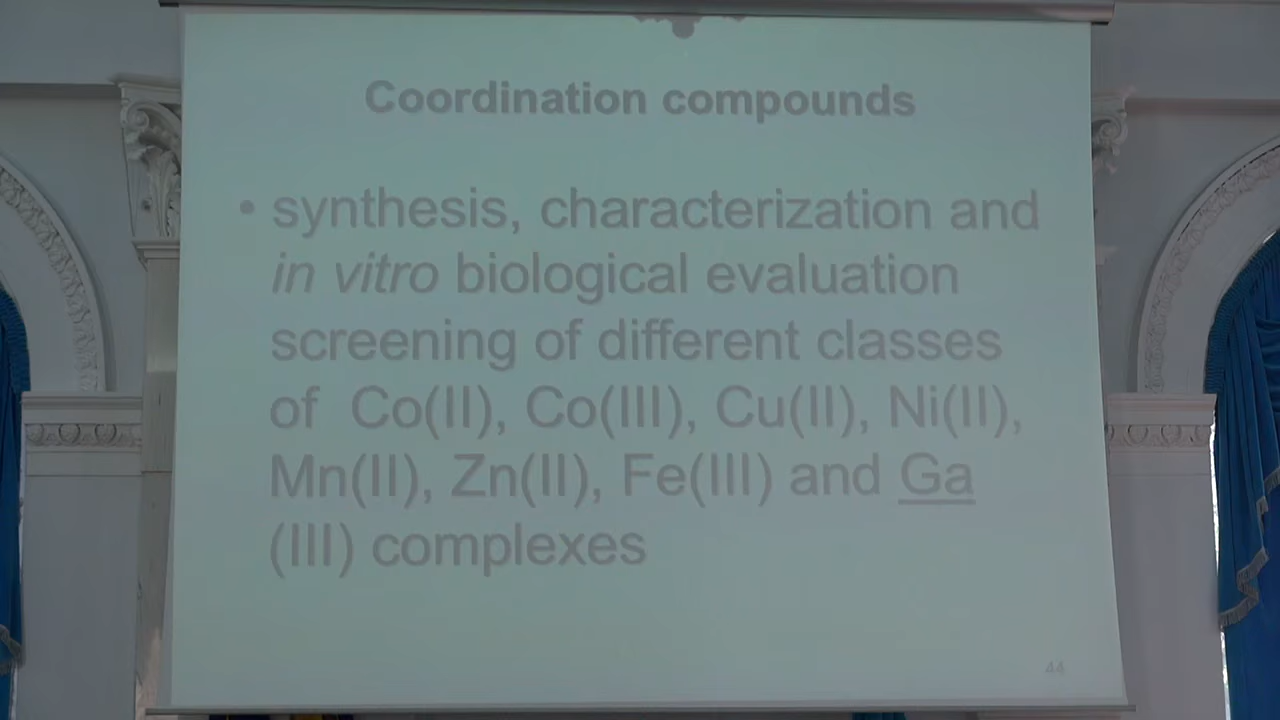 Coordination compounds
• synthesis, characterization and
in vitro biological evaluation
screening of different classes
of Co(II), Co(III), Cu(II), Ni(II),
Mn(II), Zn(II), Fe(III) and Ga
(III) complexes
44